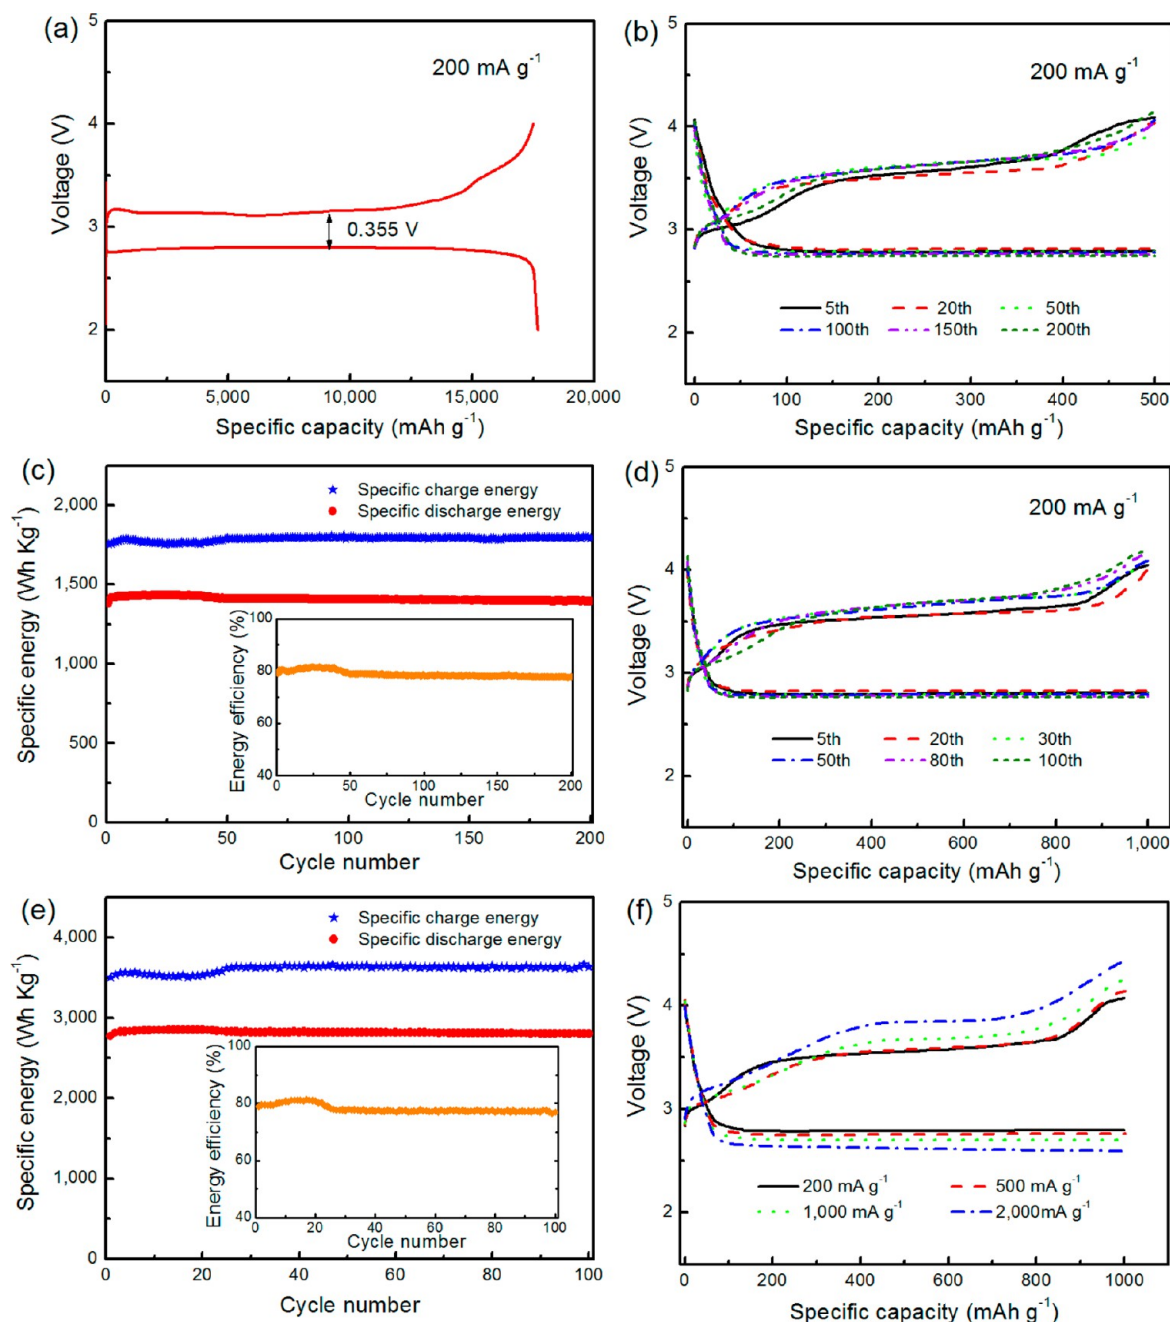 (a)
200 mA g⁻¹
0.355 V
5
4
3
2
Voltage (V)
0
5,000
10,000
15,000
20,000
Specific capacity (mAh g⁻¹)
(b)
200 mA g⁻¹
5
4
3
2
Voltage (V)
5th
20th
50th
100th
150th
200th
0
100
200
300
400
500
Specific capacity (mAh g⁻¹)
(c)
Specific charge energy
Specific discharge energy
2,000
1,500
1,000
500
0
Specific energy (Wh Kg⁻¹)
100
80
60
40
Energy efficiency (%)
0
50
100
150
200
Cycle number
0
50
100
150
200
Cycle number
(d)
200 mA g⁻¹
5
4
3
2
Voltage (V)
5th
20th
30th
50th
80th
100th
0
200
400
600
800
1,000
Specific capacity (mAh g⁻¹)
(e)
Specific charge energy
Specific discharge energy
4,000
3,000
2,000
1,000
0
Specific energy (Wh Kg⁻¹)
100
80
60
40
Energy efficiency (%)
0
20
40
60
80
100
Cycle number
0
20
40
60
80
100
Cycle number
(f)
5
4
3
2
Voltage (V)
200 mA g⁻¹
500 mA g⁻¹
1,000 mA g⁻¹
2,000mA g⁻¹
0
200
400
600
800
1000
Specific capacity (mAh g⁻¹)